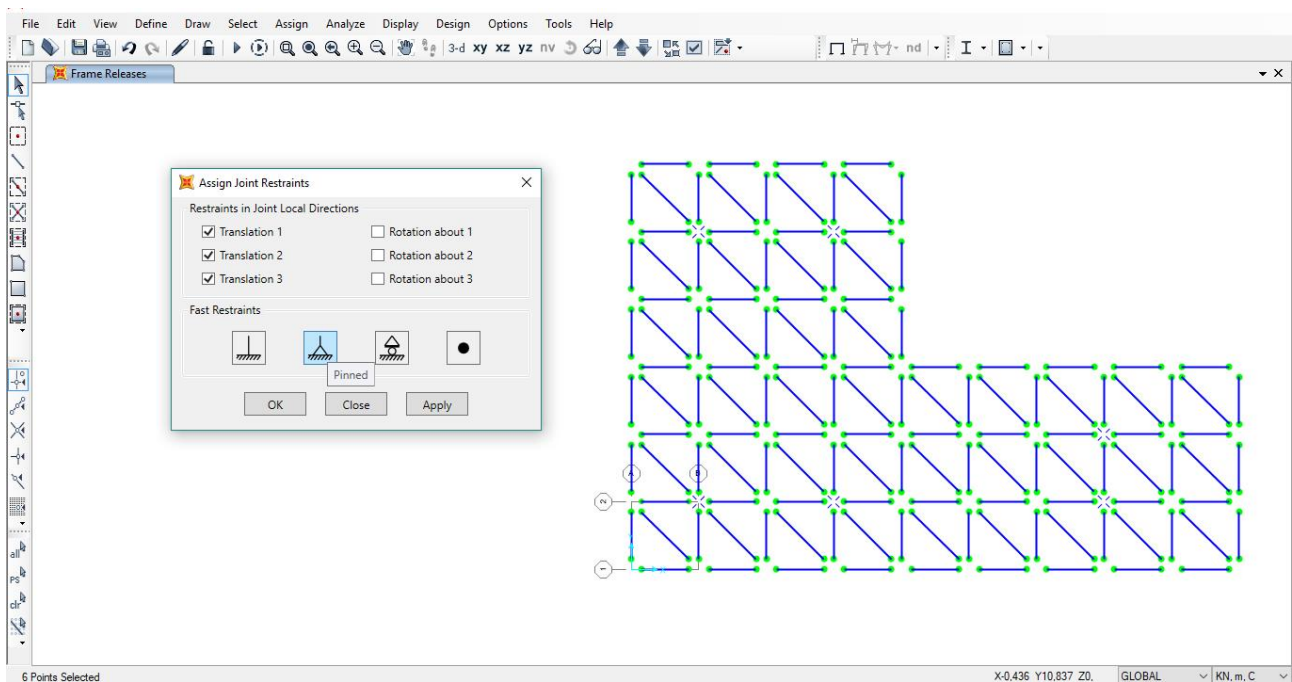 File Edit View Define Draw Select Assign Analyze Display Design Options Tools Help
3-d xy xz yz nv nd
Frame Releases
Assign Joint Restraints
Restraints in Joint Local Directions
Translation 1 Rotation about 1
Translation 2 Rotation about 2
Translation 3 Rotation about 3
Fast Restraints
Pinned
OK Close Apply
A B
2
1
all
PS
clr
6 Points Selected X-0,436 Y10,837 Z0, GLOBAL KN, m, C